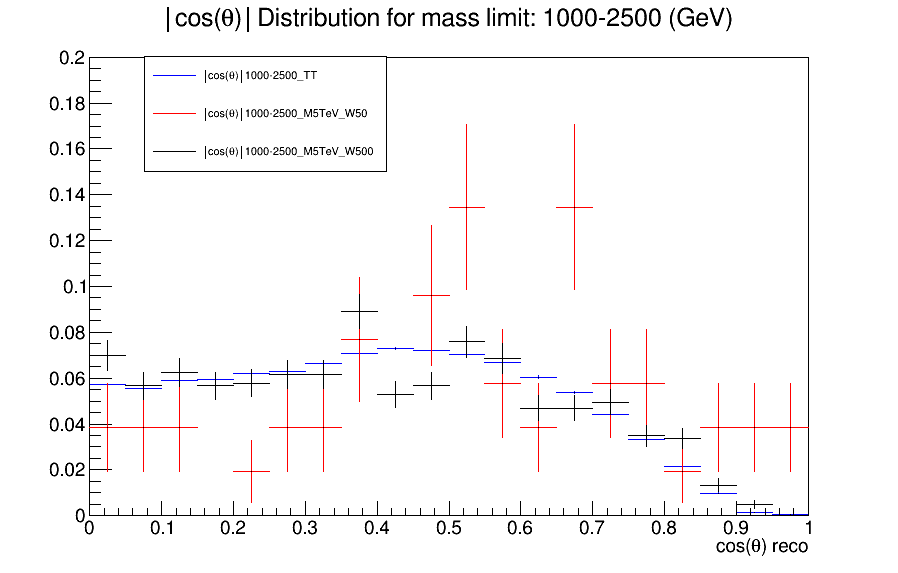 |cos(θ)| Distribution for mass limit: 1000-2500 (GeV)
|cos(θ)| 1000-2500_TT
|cos(θ)| 1000-2500_M5TeV_W50
|cos(θ)| 1000-2500_M5TeV_W500
0.2
0.18
0.16
0.14
0.12
0.1
0.08
0.06
0.04
0.02
0
0 0.1 0.2 0.3 0.4 0.5 0.6 0.7 0.8 0.9 1
cos(θ) reco